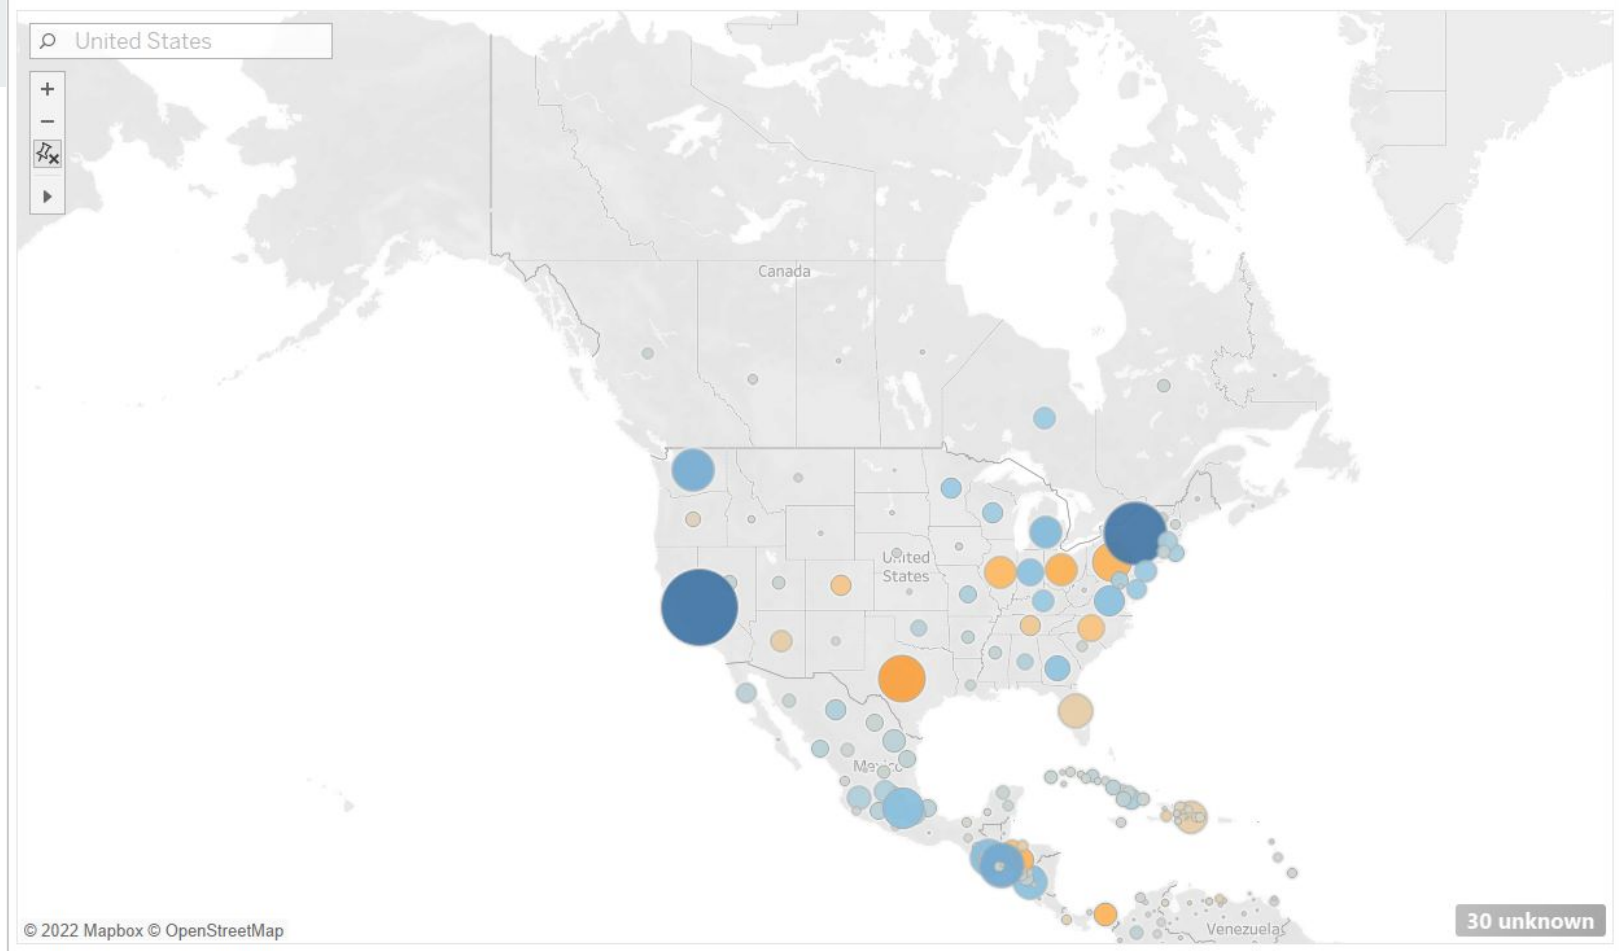 United States
+
−
Canada
United
States
Mexico
Venezuela
30 unknown
© 2022 Mapbox © OpenStreetMap